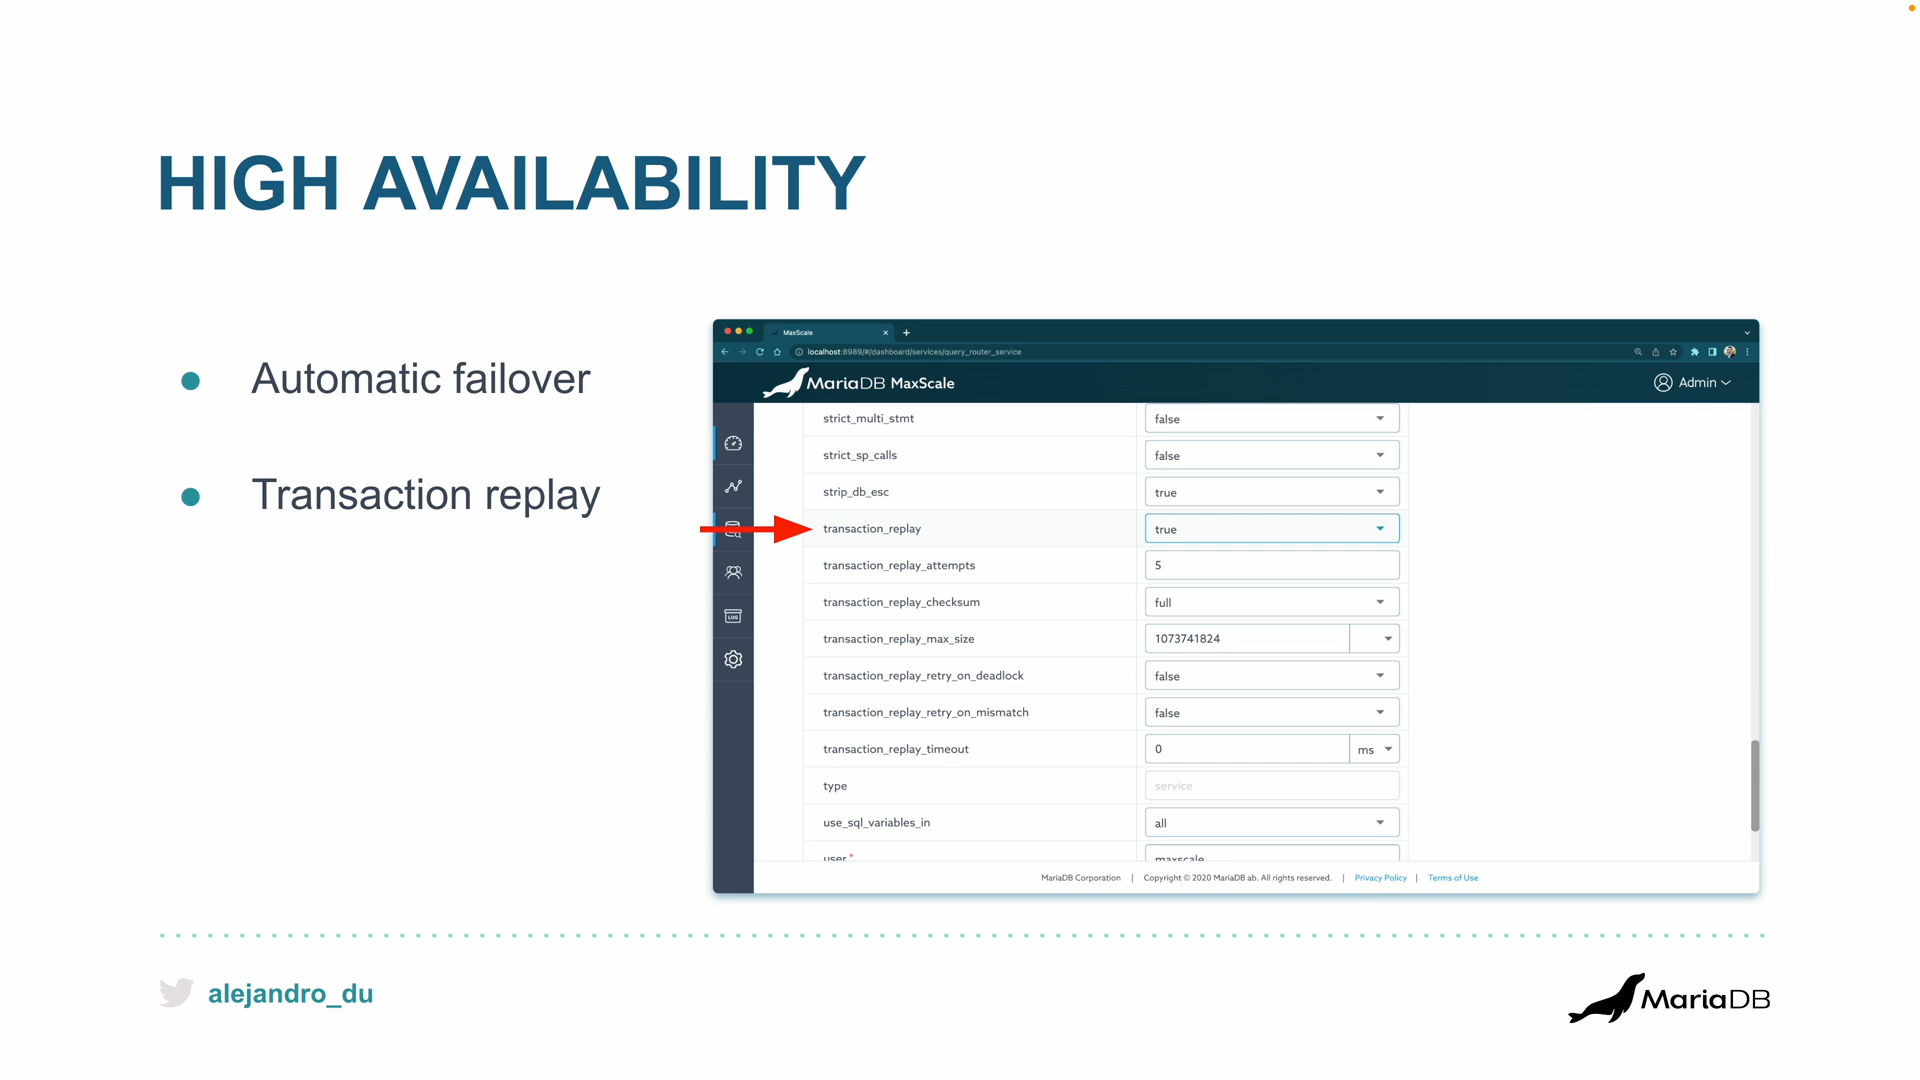 HIGH AVAILABILITY
Automatic failover
Transaction replay
MaxScale
localhost:8989/#/dashboard/services/query_router_service
MariaDB MaxScale
Admin
strict_multi_stmt false
strict_sp_calls false
strip_db_esc true
transaction_replay true
transaction_replay_attempts 5
transaction_replay_checksum full
transaction_replay_max_size 1073741824
transaction_replay_retry_on_deadlock false
transaction_replay_retry_on_mismatch false
transaction_replay_timeout 0 ms
type service
use_sql_variables_in all
user * maxscale
LOG
MariaDB Corporation | Copyright © 2020 MariaDB ab. All rights reserved. | Privacy Policy | Terms of Use
alejandro_du
MariaDB